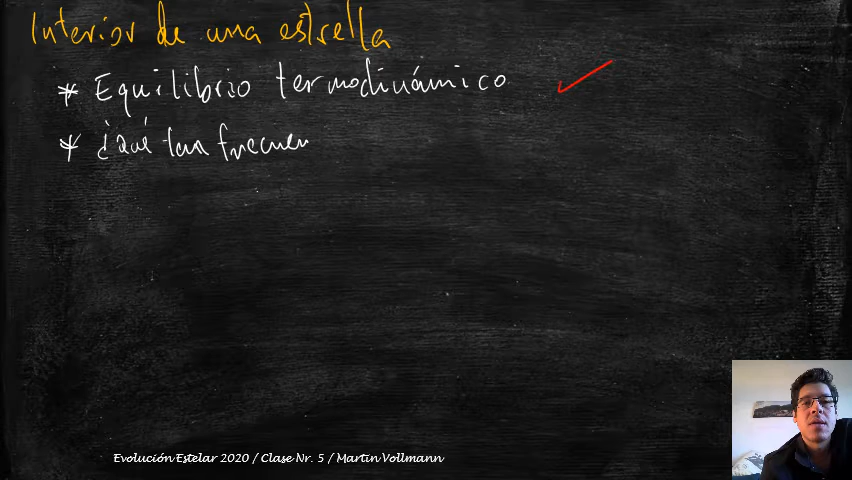 Interior de una estrella
* Equilibrio termodinámico ✓
* ¿Qué tan frecuen
Evolución Estelar 2020 / Clase Nr. 5 / Martin Vollmann